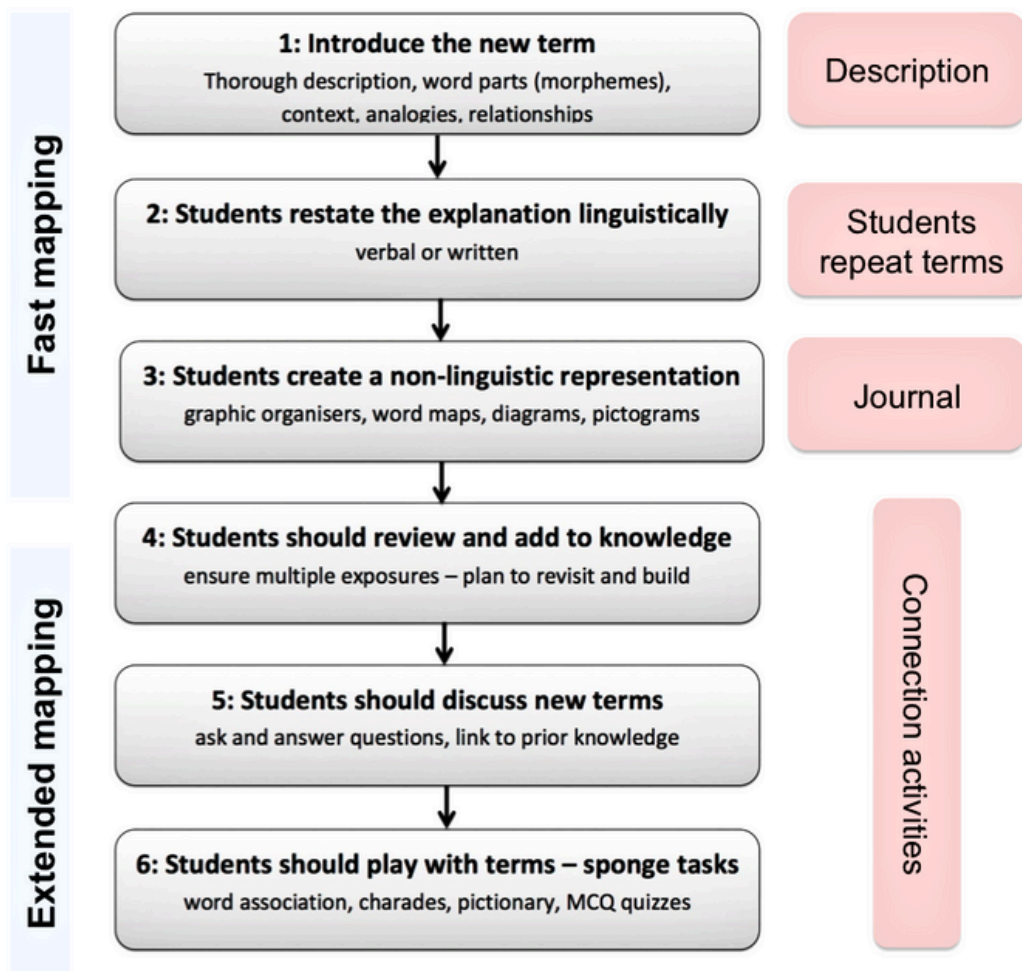 Fast mapping
1: Introduce the new term
Thorough description, word parts (morphemes),
context, analogies, relationships
Description
2: Students restate the explanation linguistically
verbal or written
Students
repeat terms
3: Students create a non-linguistic representation
graphic organisers, word maps, diagrams, pictograms
Journal
Extended mapping
4: Students should review and add to knowledge
ensure multiple exposures – plan to revisit and build
5: Students should discuss new terms
ask and answer questions, link to prior knowledge
6: Students should play with terms – sponge tasks
word association, charades, pictionary, MCQ quizzes
Connection activities